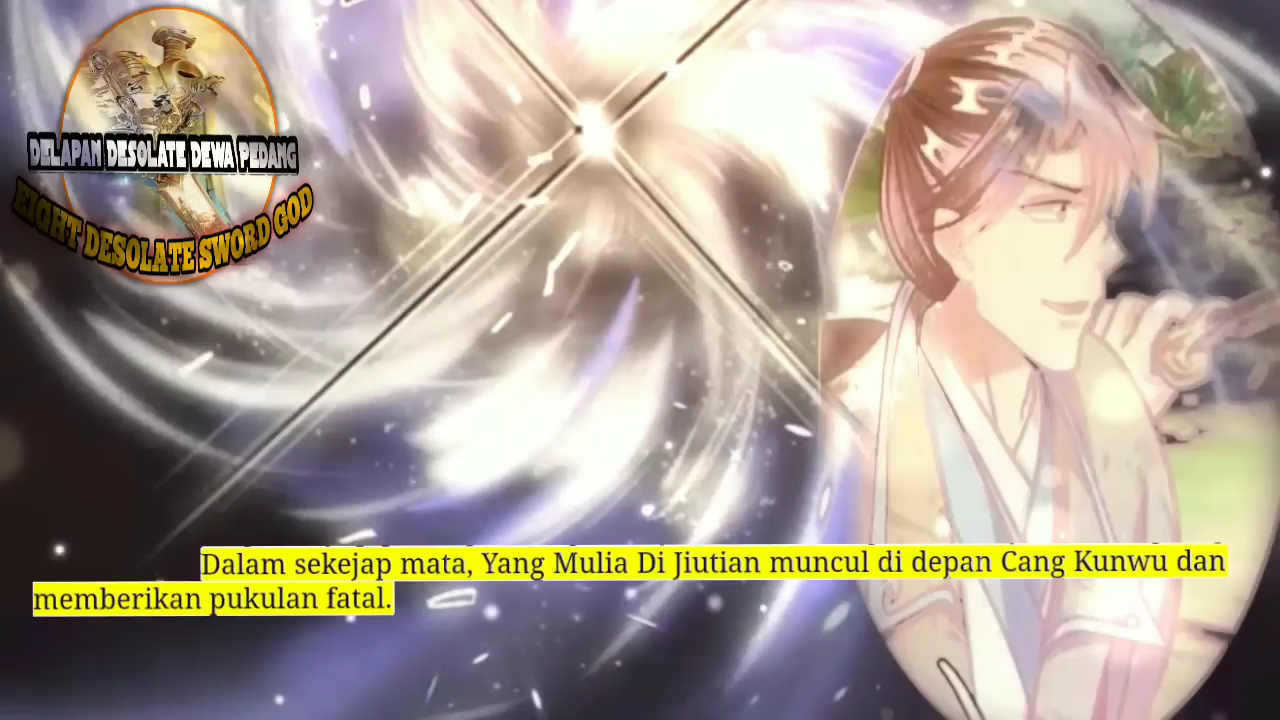 DELAPAN DESOLATE DEWA PEDANG
EIGHT DESOLATE SWORD GOD
Dalam sekejap mata, Yang Mulia Di Jiutian muncul di depan Cang Kunwu dan
memberikan pukulan fatal.